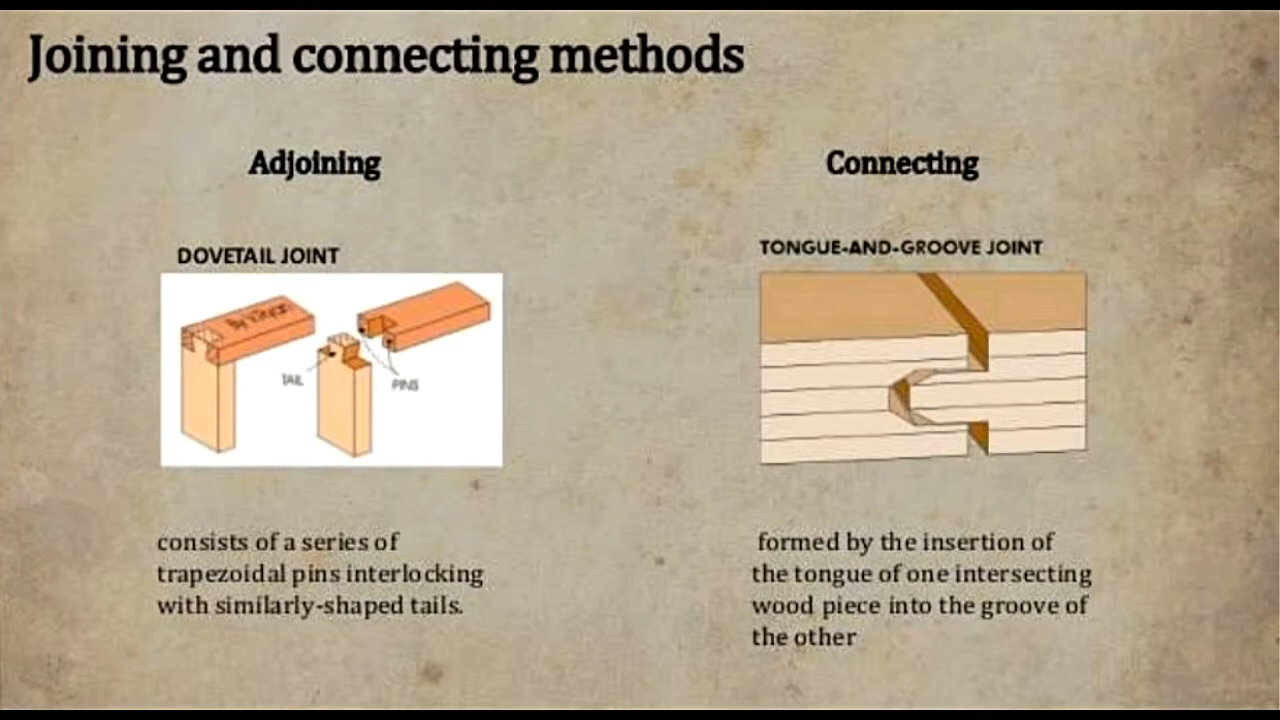 Joining and connecting methods
Adjoining
DOVETAIL JOINT
TAIL
PINS
consists of a series of
trapezoidal pins interlocking
with similarly-shaped tails.
Connecting
TONGUE-AND-GROOVE JOINT
formed by the insertion of
the tongue of one intersecting
wood piece into the groove of
the other